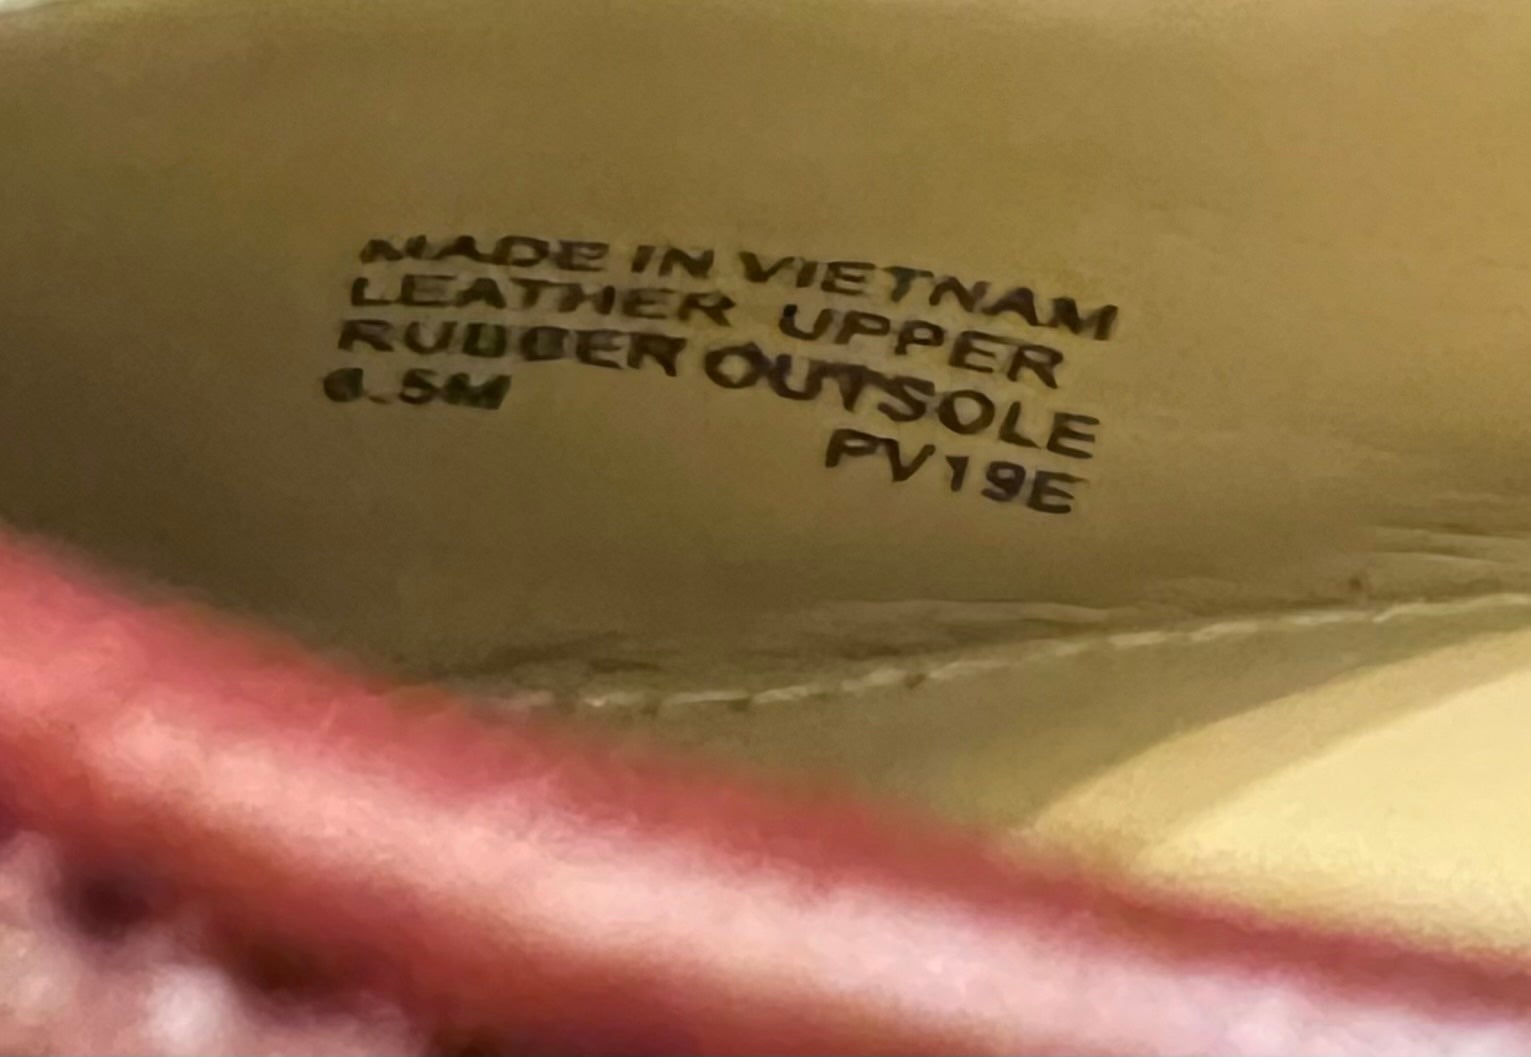 MADE IN VIETNAM
LEATHER UPPER
RUBBER OUTSOLE
6.5M
PV19E